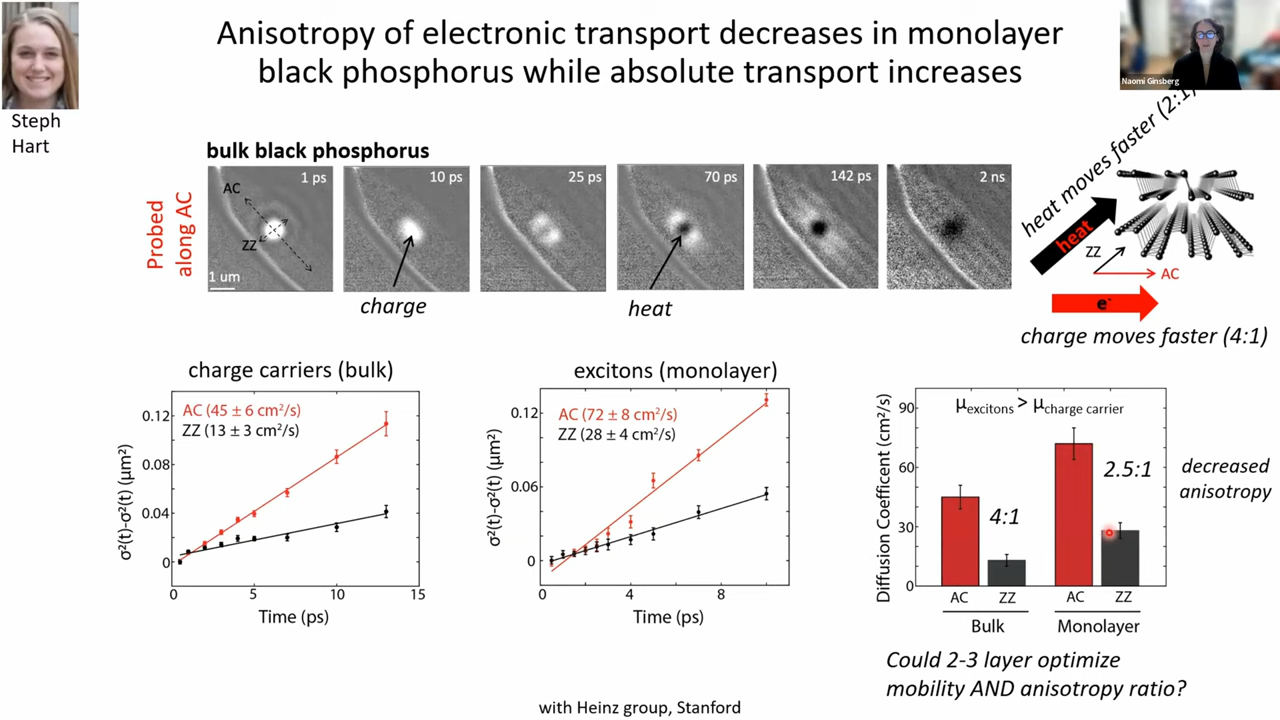 Anisotropy of electronic transport decreases in monolayer
black phosphorus while absolute transport increases
Naomi Ginsberg
Steph
Hart
bulk black phosphorus
Probed
along AC
1 ps
AC
ZZ
1 um
10 ps
25 ps
70 ps
142 ps
2 ns
charge
heat
heat moves faster (2:1)
heat
ZZ
AC
e-
charge moves faster (4:1)
charge carriers (bulk)
AC (45 ± 6 cm²/s)
ZZ (13 ± 3 cm²/s)
σ²(t)-σ²(t) (µm²)
0.12
0.08
0.04
0
0
5
10
15
Time (ps)
excitons (monolayer)
AC (72 ± 8 cm²/s)
ZZ (28 ± 4 cm²/s)
σ²(t)-σ²(t) (µm²)
0.12
0.06
0
0
4
8
Time (ps)
µexcitons > µcharge carrier
Diffusion Coefficent (cm²/s)
90
60
30
0
4:1
2.5:1
AC
ZZ
AC
ZZ
Bulk
Monolayer
decreased
anisotropy
Could 2-3 layer optimize
mobility AND anisotropy ratio?
with Heinz group, Stanford